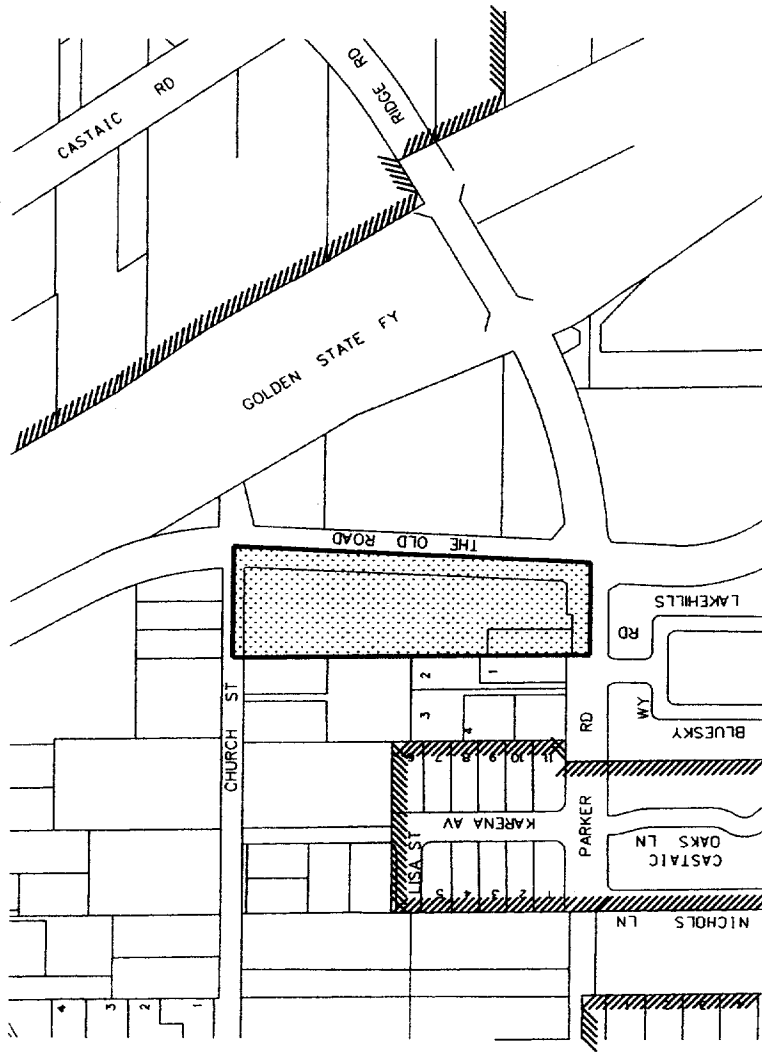 CASTAIC RD
RIDGE RD
GOLDEN STATE FY
THE OLD ROAD
LAKEHILLS
RD
CHURCH ST
2
1
3
4
WY
BLUESKY
RD
6
7
8
9
10
11
KARENA AV
PARKER
LISA ST
CASTAIC
OAKS LN
5
4
3
2
1
NICHOLS LN
4
3
2
1